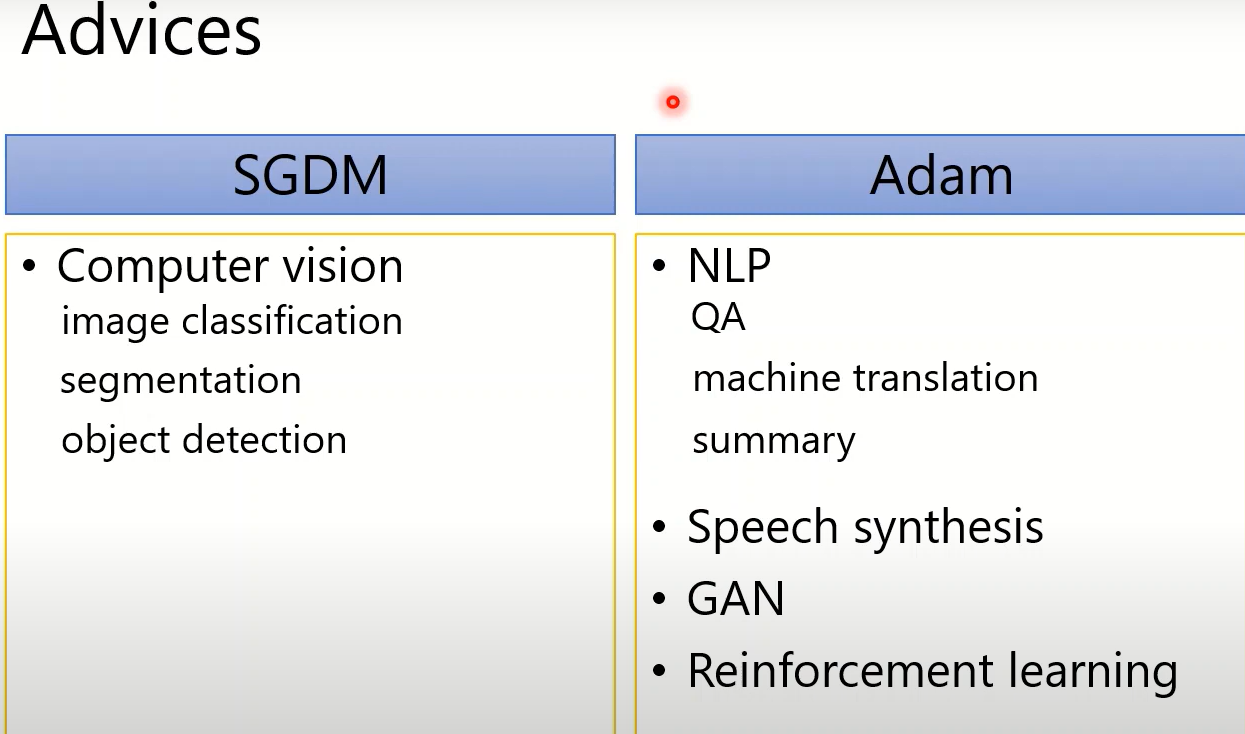 Advices
SGDM
• Computer vision
image classification
segmentation
object detection
Adam
• NLP
QA
machine translation
summary
• Speech synthesis
• GAN
• Reinforcement learning